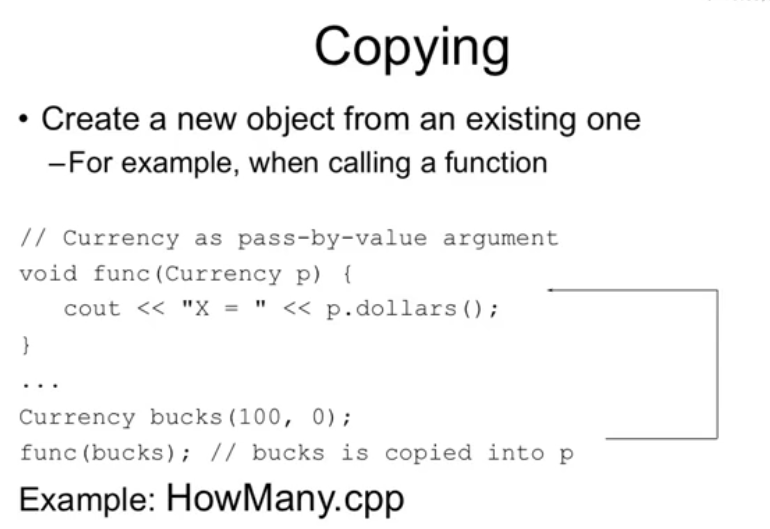 Copying
• Create a new object from an existing one
–For example, when calling a function
// Currency as pass-by-value argument
void func(Currency p) {
cout << "X = " << p.dollars();
}
...
Currency bucks(100, 0);
func(bucks); // bucks is copied into p
Example: HowMany.cpp